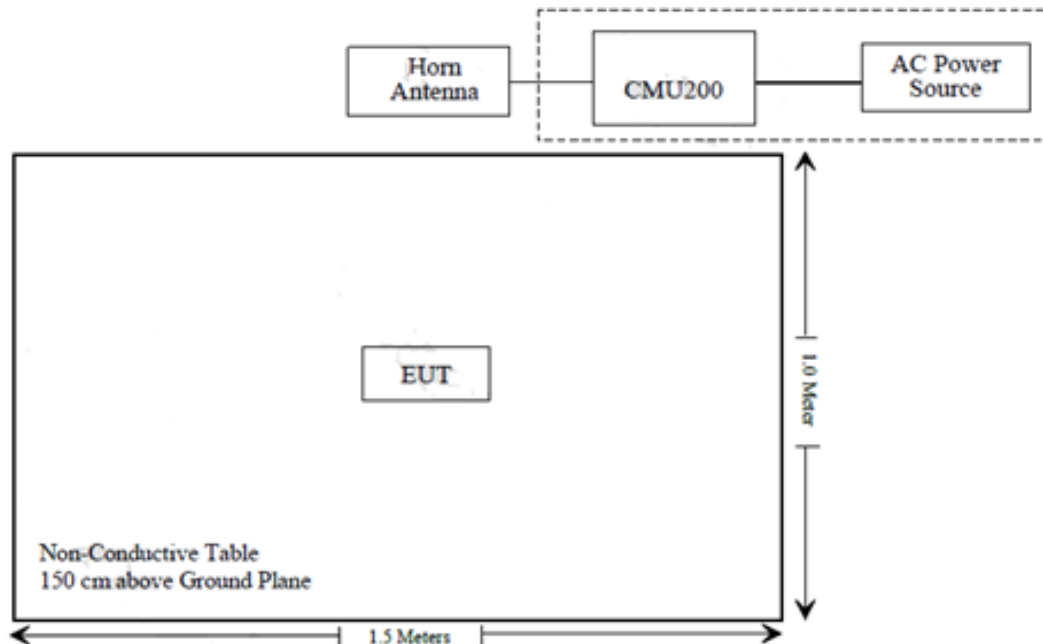 Horn
Antenna
CMU200
AC Power
Source
EUT
1.0 Meter
Non-Conductive Table
150 cm above Ground Plane
1.5 Meters